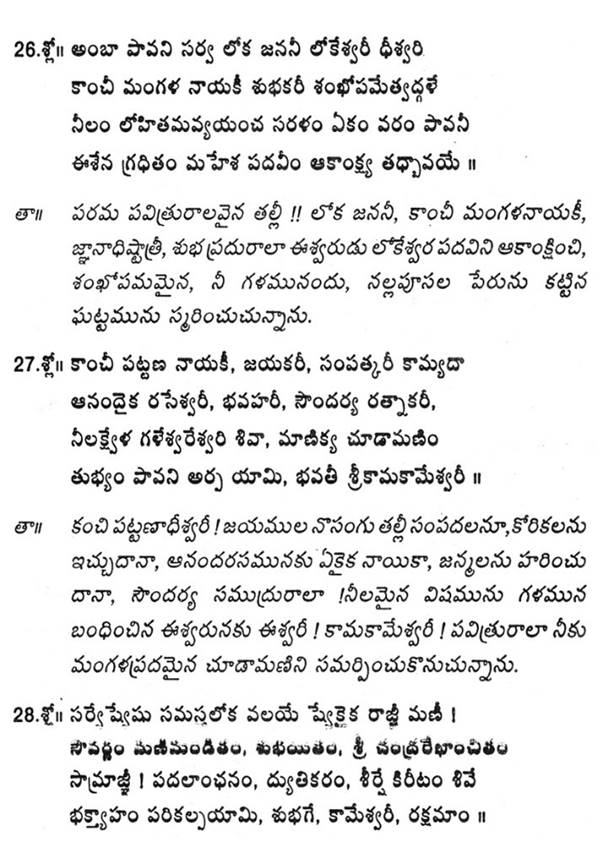 26.శ్లో॥ అంబా పావని సర్వ లోక జననీ లోకేశ్వరీ ధీశ్వరి
కాంచీ మంగళ నాయకీ శుభకరీ శంఖోపమేత్వద్గళే
నీలం లోహితమవ్యయంచ సరళం ఏకం వరం పావనీ
ఈశేన గ్రధితం మహేశ పదవీం ఆకాంక్ష్య తద్భావయే ॥
తా॥ పరమ పవిత్రురాలవైన తల్లీ !! లోక జననీ, కాంచీ మంగళనాయకీ,
జ్ఞానాధిష్టాత్రీ, శుభ ప్రదురాలా ఈశ్వరుడు లోకేశ్వర పదవిని ఆకాంక్షించి,
శంఖోపమమైన, నీ గళమునందు, నల్లపూసల పేరును కట్టిన
ఘట్టమును స్మరించుచున్నాను.
27.శ్లో॥ కాంచీ పట్టణ నాయకీ, జయకరీ, సంపత్కరీ కామ్యదా
ఆనందైక రసేశ్వరీ, భవహరీ, సౌందర్య రత్నాకరీ,
నీలక్ష్వేళ గళేశ్వరేశ్వరి శివా, మాణిక్య చూడామణిం
తుభ్యం పావని అర్ప యామి, భవతీ శ్రీకామకామేశ్వరీ ॥
తా॥ కంచి పట్టణాధీశ్వరీ ! జయముల నొసంగు తల్లీ సంపదలనూ,కోరికలను
ఇచ్చుదానా, ఆనందరసమునకు ఏకైక నాయికా, జన్మలను హరించు
దానా, సౌందర్య సముద్రురాలా !నీలమైన విషమును గళమున
బంధించిన ఈశ్వరునకు ఈశ్వరీ ! కామకామేశ్వరీ ! పవిత్రురాలా నీకు
మంగళప్రదమైన చూడామణిని సమర్పించుకొనుచున్నాను.
28.శ్లో॥ సర్వేష్వేషు సమస్తలోక వలయే ష్వేకైక రాజ్ఞీ మణీ !
సౌవర్ణం మణిమండితం, శుభయితం, శ్రీ చంద్రరేఖాంచితం
సామ్రాజ్ఞీ ! పదలాంఛనం, ద్యుతికరం, శీర్షే కిరీటం శివే
భక్త్యాహం పరికల్పయామి, శుభగే, కామేశ్వరీ, రక్షమాం ॥